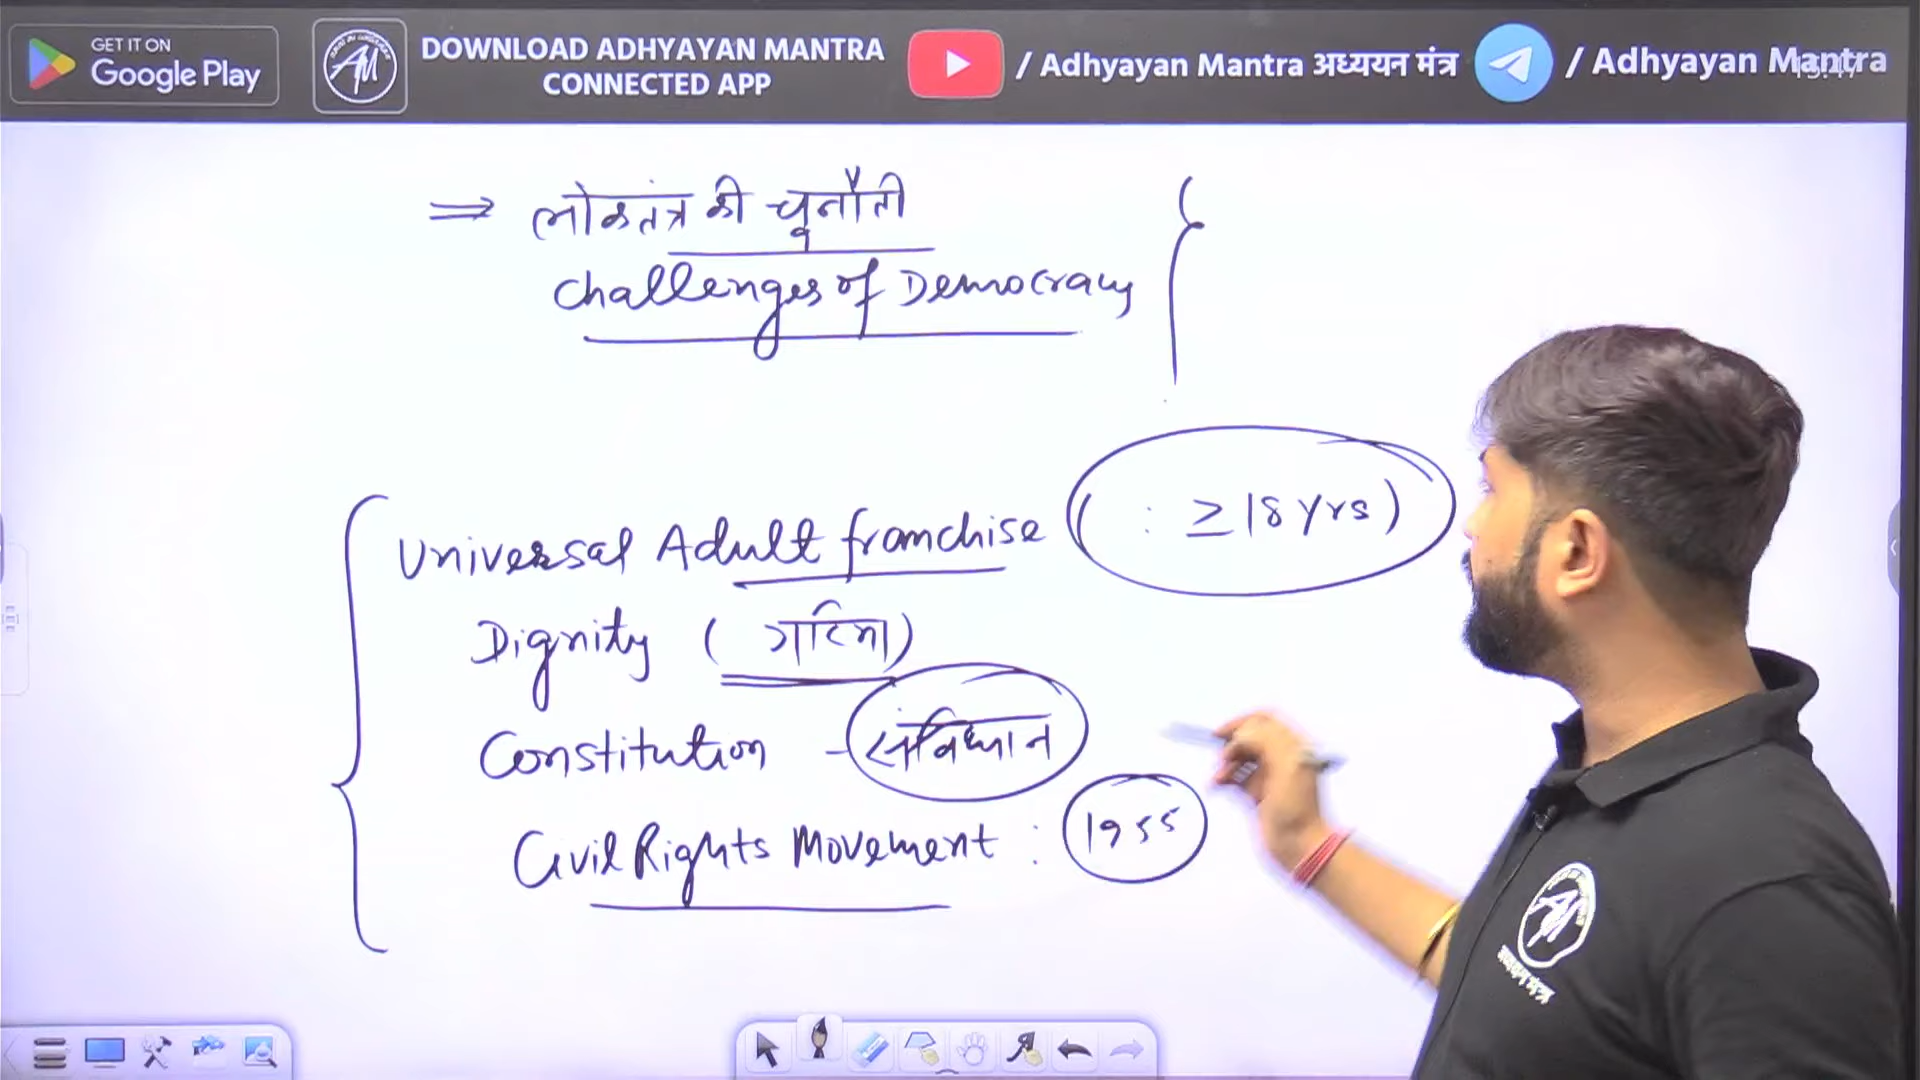 GET IT ON
Google Play
DOWNLOAD ADHYAYAN MANTRA
CONNECTED APP
/ Adhyayan Mantra अध्ययन मंत्र
/ Adhyayan Mantra
⇒ लोकतंत्र की चुनौती
Challenges of Democracy
Universal Adult franchise ( : ≥ 18 yrs )
Dignity ( गरिमा )
Constitution - संविधान
Civil Rights Movement : 1955